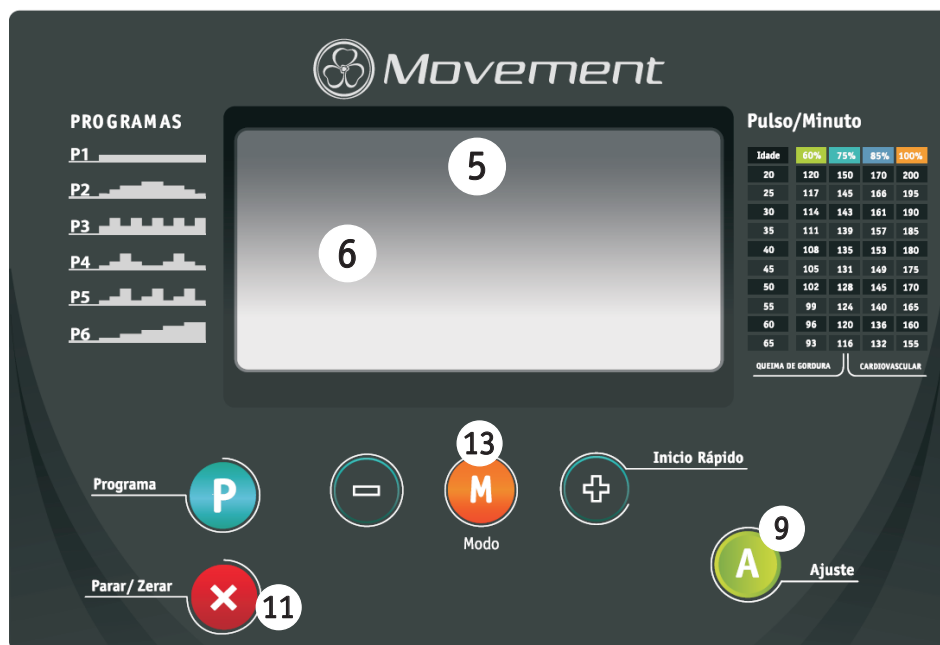 Movement
PROGRAMAS
P1
P2
P3
P4
P5
P6
5
6
Pulso/Minuto
Idade 60% 75% 85% 100%
20 120 150 170 200
25 117 145 166 195
30 114 143 161 190
35 111 139 157 185
40 108 135 153 180
45 105 131 149 175
50 102 128 145 170
55 99 124 140 165
60 96 120 136 160
65 93 116 132 155
QUEIMA DE GORDURA CARDIOVASCULAR
Programa
P
13
M
Modo
Inicio Rápido
Parar/ Zerar
11
9
A
Ajuste